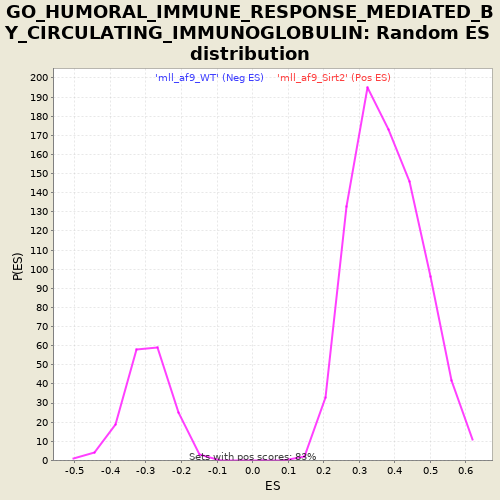 GO_HUMORAL_IMMUNE_RESPONSE_MEDIATED_B
Y_CIRCULATING_IMMUNOGLOBULIN: Random ES
distribution
'mll_af9_WT' (Neg ES) 'mll_af9_Sirt2' (Pos ES)
200
190
180
170
160
150
140
130
120
110
100
90
80
70
60
50
40
30
20
10
0
P(ES)
Sets with pos scores: 83%
-0.5 -0.4 -0.3 -0.2 -0.1 0.0 0.1 0.2 0.3 0.4 0.5 0.6
ES